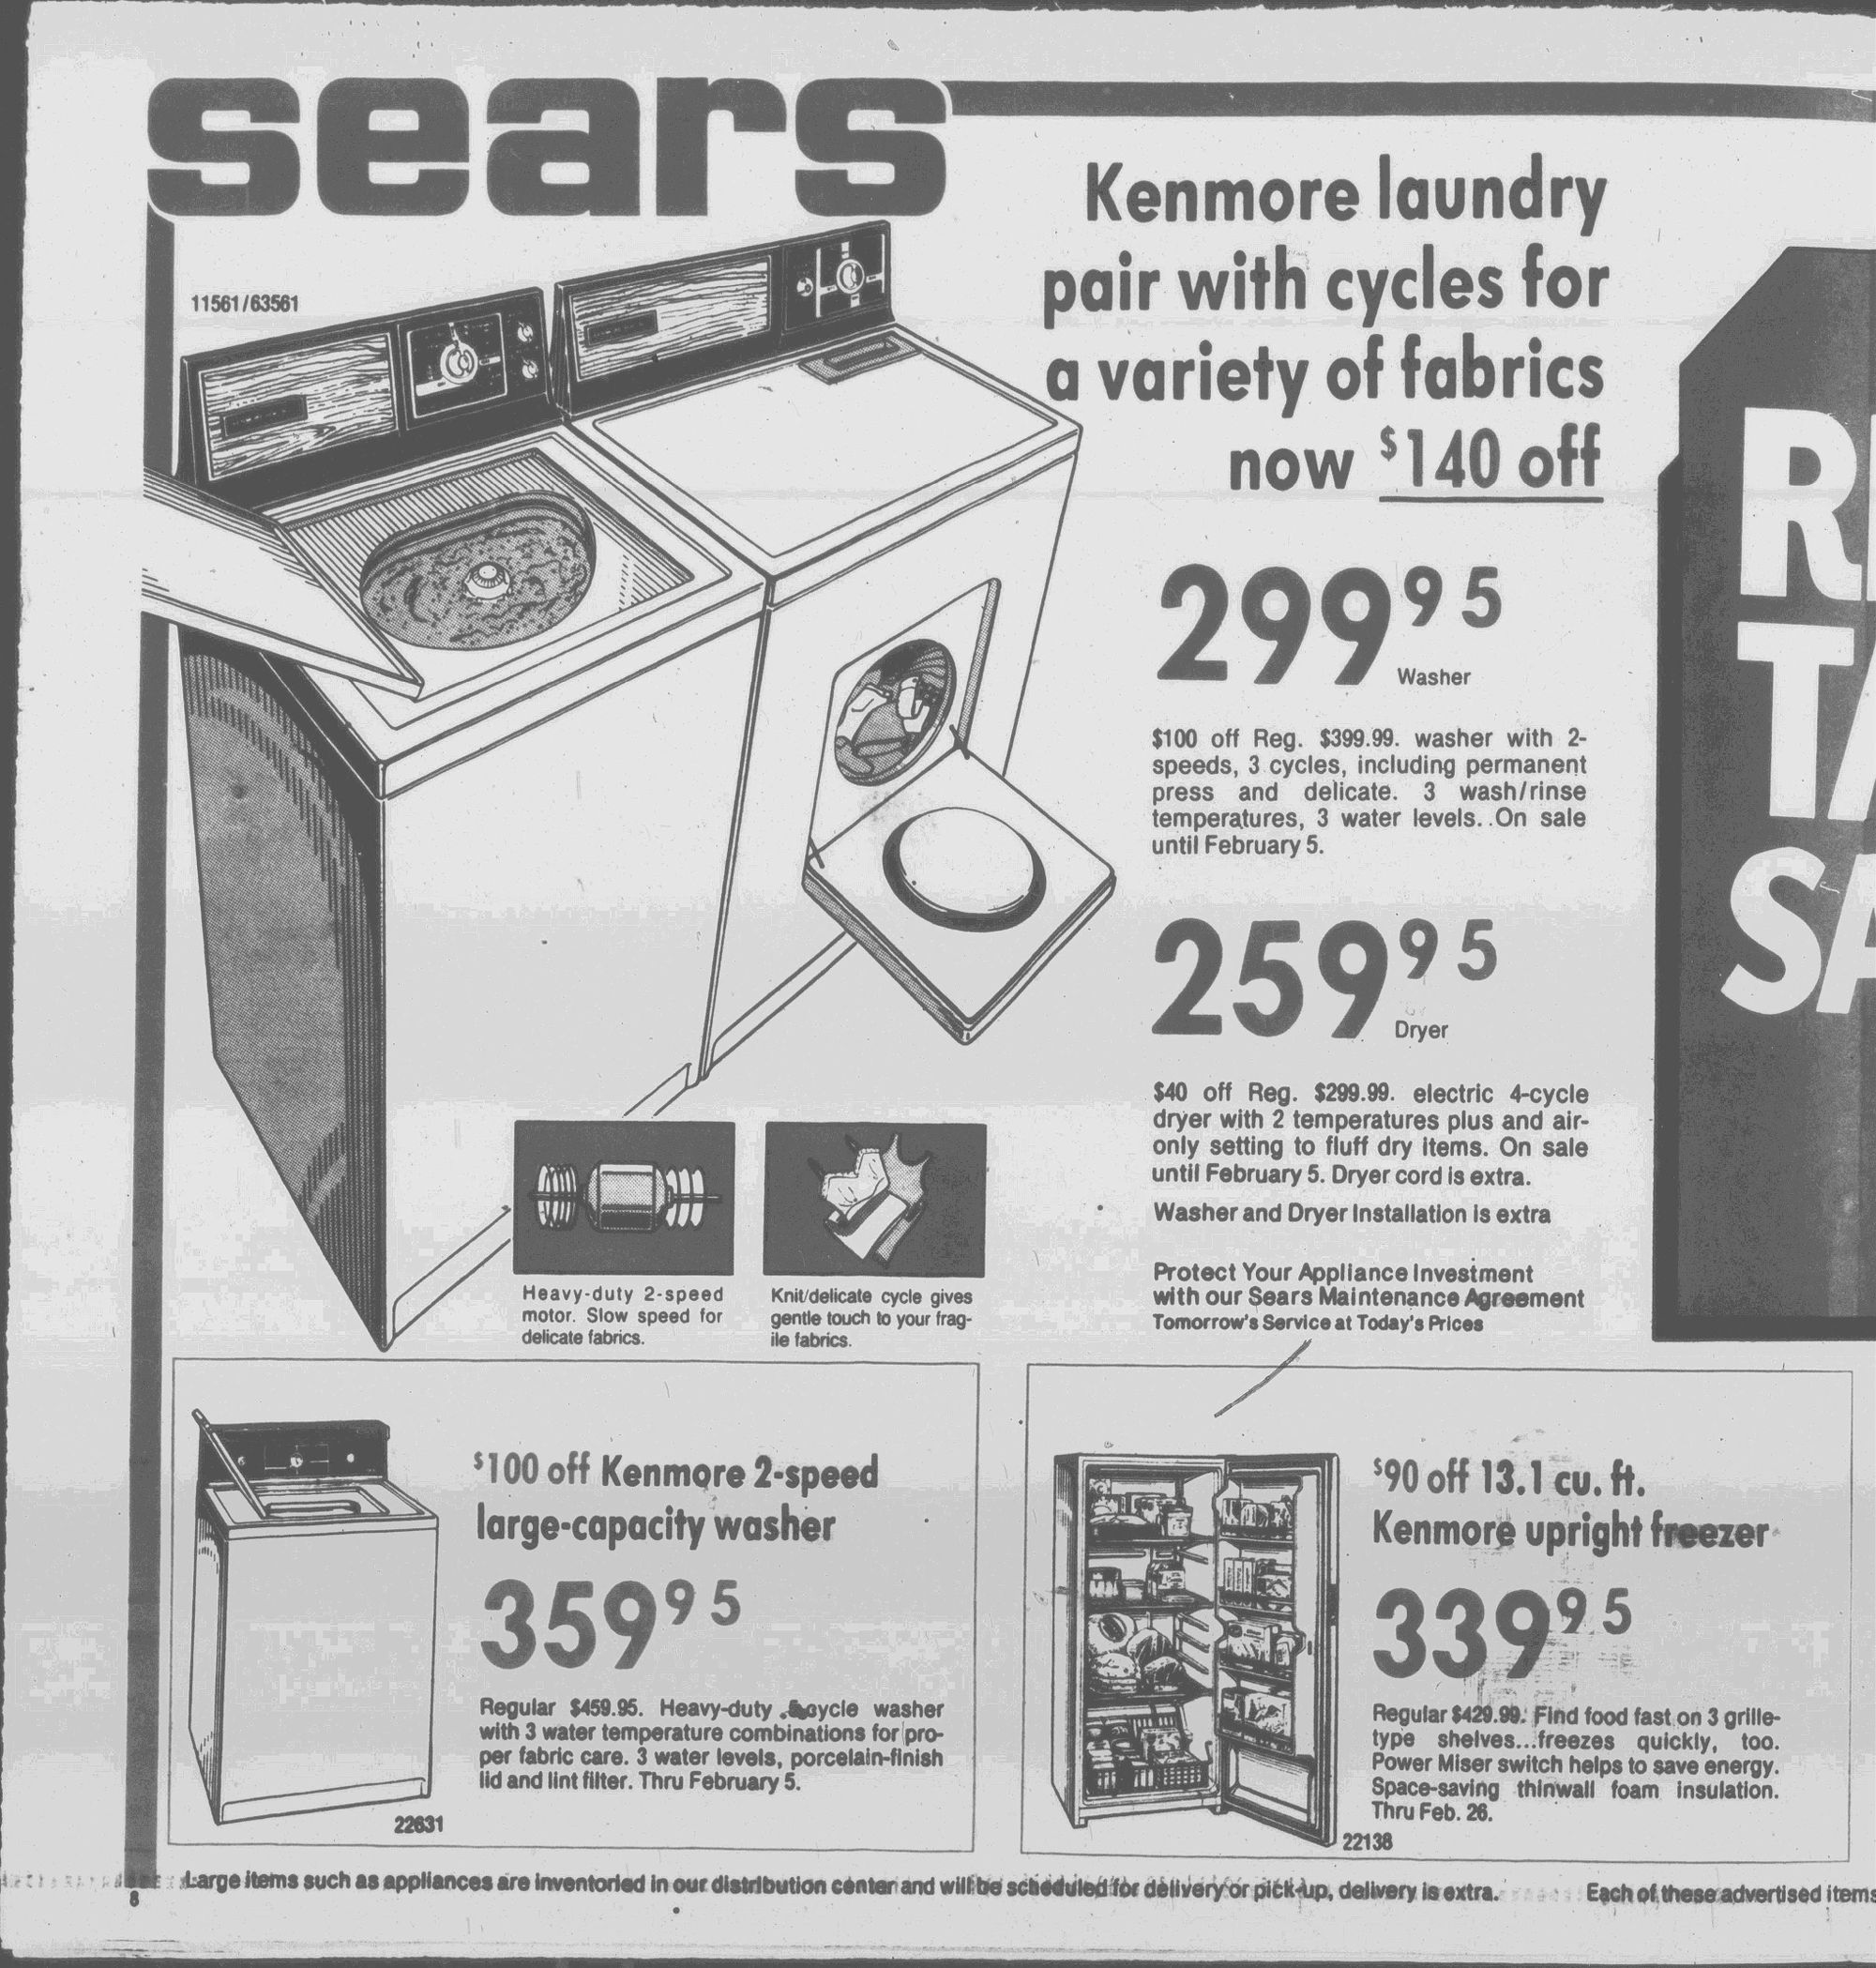 sears
11561/63561
Kenmore laundry
pair with cycles for
a variety of fabrics
now $140 off
299 95
Washer
$100 off Reg. $399.99. washer with 2-
speeds, 3 cycles, including permanent
press and delicate. 3 wash/rinse
temperatures, 3 water levels. On sale
until February 5.
259 95
Dryer
$40 off Reg. $299.99. electric 4-cycle
dryer with 2 temperatures plus and air-
only setting to fluff dry items. On sale
until February 5. Dryer cord is extra.
Washer and Dryer Installation is extra
Protect Your Appliance Investment
with our Sears Maintenance Agreement
Tomorrow's Service at Today's Prices
Heavy-duty 2-speed
motor. Slow speed for
delicate fabrics.
Knit/delicate cycle gives
gentle touch to your frag-
ile fabrics.
$100 off Kenmore 2-speed
large-capacity washer
359 95
Regular $459.95. Heavy-duty washer
with 3 water temperature combinations for pro-
per fabric care. 3 water levels, porcelain-finish
lid and lint filter. Thru February 5.
22631
$90 off 13.1 cu. ft.
Kenmore upright freezer
339 95
Regular $429.99. Find food fast on 3 grille-
type shelves...freezes quickly, too.
Power Miser switch helps to save energy.
Space-saving thinwall foam insulation.
Thru Feb. 26.
22138
Large items such as appliances are inventoried in our distribution center and will be scheduled for delivery or pick-up, delivery is extra.
Each of these advertised items
8